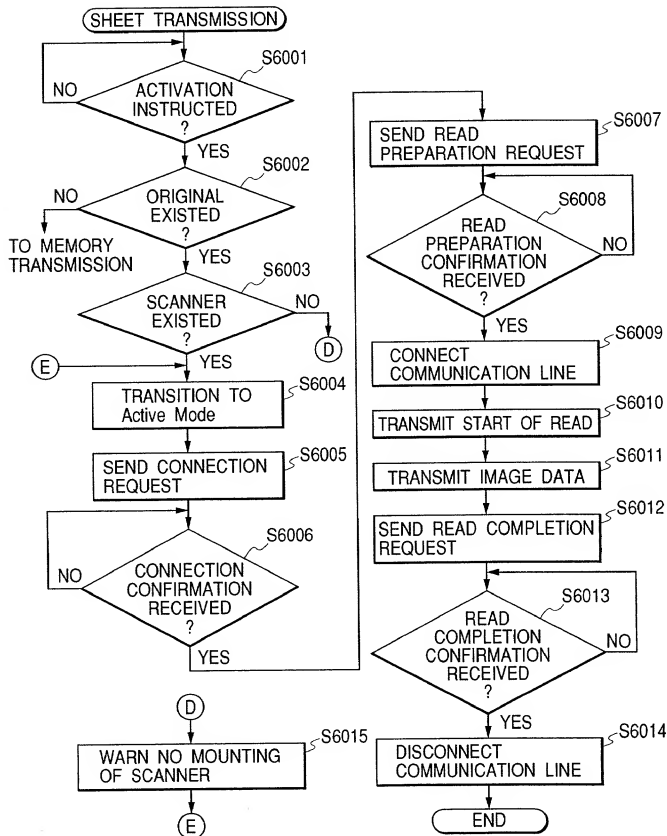 SHEET TRANSMISSION
S6001
NO
ACTIVATION
INSTRUCTED
?
YES
S6002
NO
ORIGINAL
EXISTED
?
TO MEMORY
TRANSMISSION
YES
S6003
SCANNER
EXISTED
?
NO
D
YES
E
S6004
TRANSITION TO
Active Mode
S6005
SEND CONNECTION
REQUEST
S6006
NO
CONNECTION
CONFIRMATION
RECEIVED
?
YES
D
S6015
WARN NO MOUNTING
OF SCANNER
E
S6007
SEND READ
PREPARATION REQUEST
S6008
READ
PREPARATION
CONFIRMATION
RECEIVED
?
NO
YES
S6009
CONNECT
COMMUNICATION LINE
S6010
TRANSMIT START OF READ
S6011
TRANSMIT IMAGE DATA
S6012
SEND READ COMPLETION
REQUEST
S6013
READ
COMPLETION
CONFIRMATION
RECEIVED
?
NO
YES
S6014
DISCONNECT
COMMUNICATION LINE
END